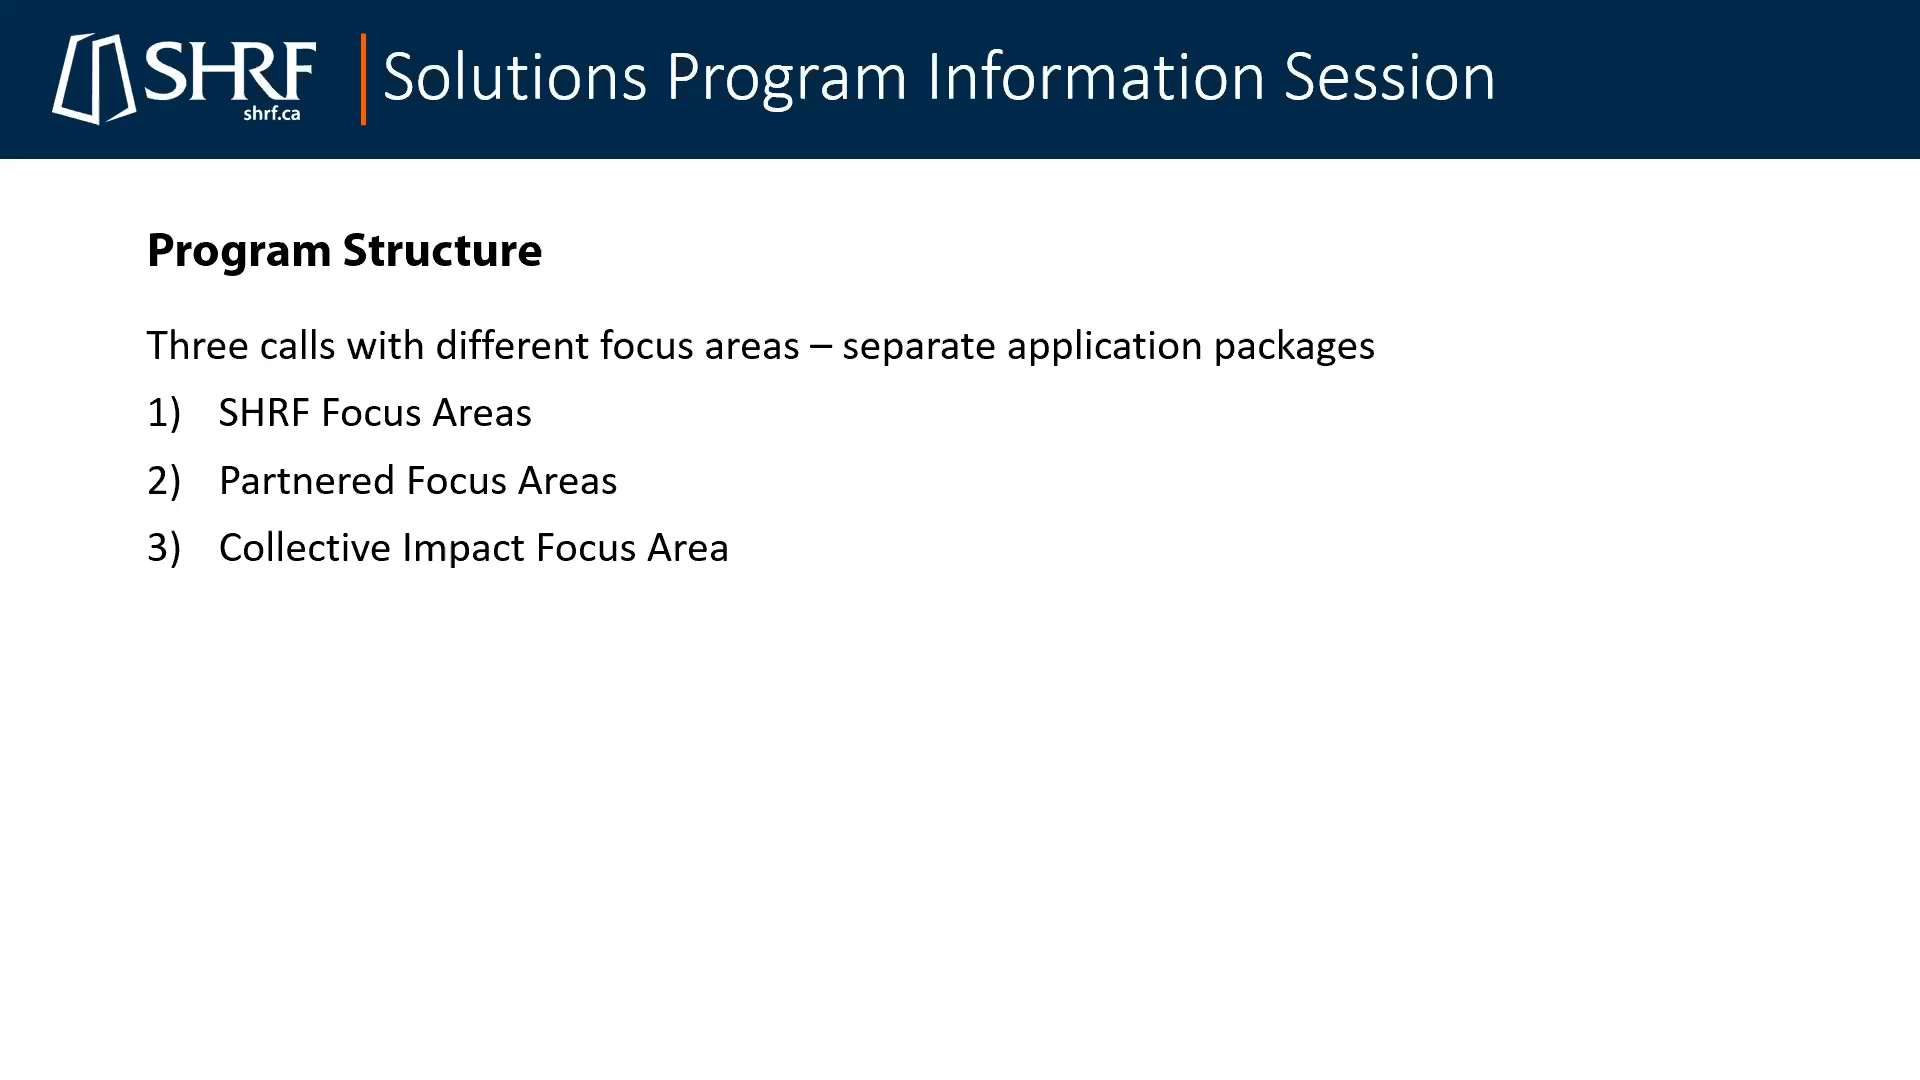 SHRF
shrf.ca
Solutions Program Information Session
Program Structure
Three calls with different focus areas – separate application packages
1) SHRF Focus Areas
2) Partnered Focus Areas
3) Collective Impact Focus Area